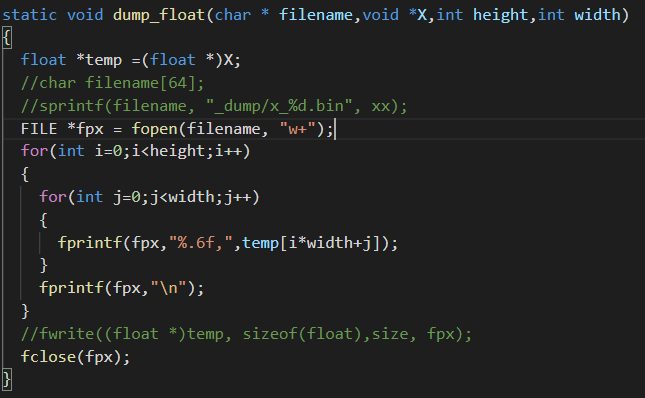 static void dump_float(char * filename,void *X,int height,int width)
{
  float *temp =(float *)X;
  //char filename[64];
  //sprintf(filename, "_dump/x_%d.bin", xx);
  FILE *fpx = fopen(filename, "w+");
  for(int i=0;i<height;i++)
  {
    for(int j=0;j<width;j++)
    {
      fprintf(fpx,"%.6f,",temp[i*width+j]);
    }
    fprintf(fpx,"\n");
  }
  //fwrite((float *)temp, sizeof(float),size, fpx);
  fclose(fpx);
}